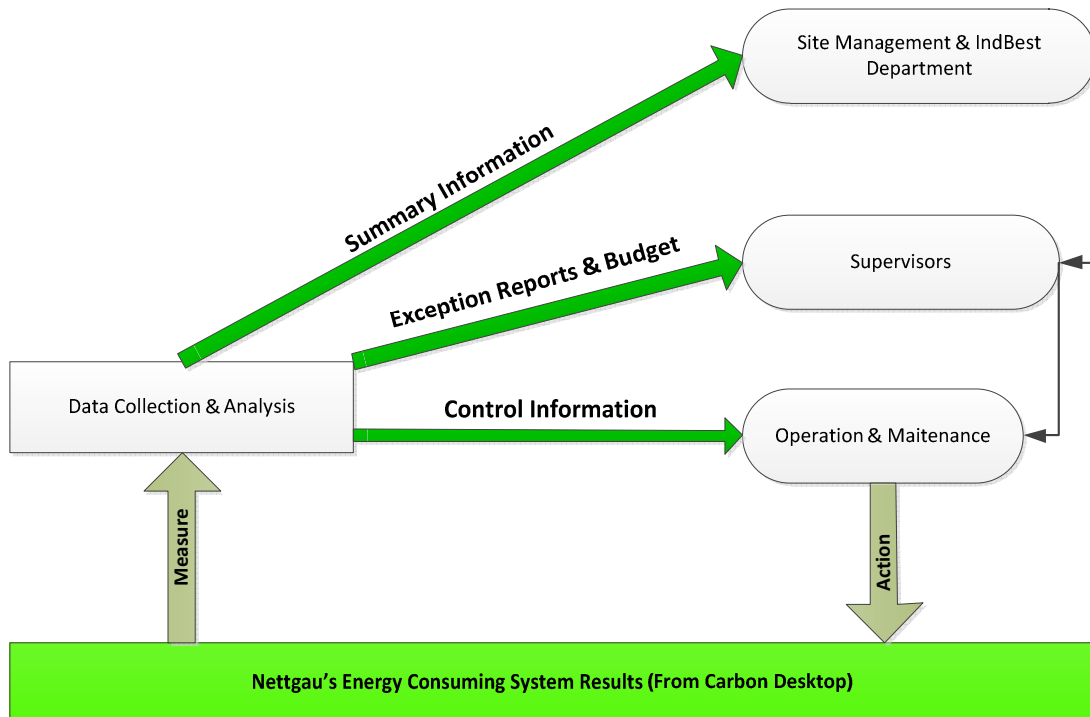 Site Management & IndBest
Department
Summary Information
Exception Reports & Budget
Supervisors
Data Collection & Analysis
Control Information
Operation & Maitenance
Measure
Action
Nettgau's Energy Consuming System Results (From Carbon Desktop)